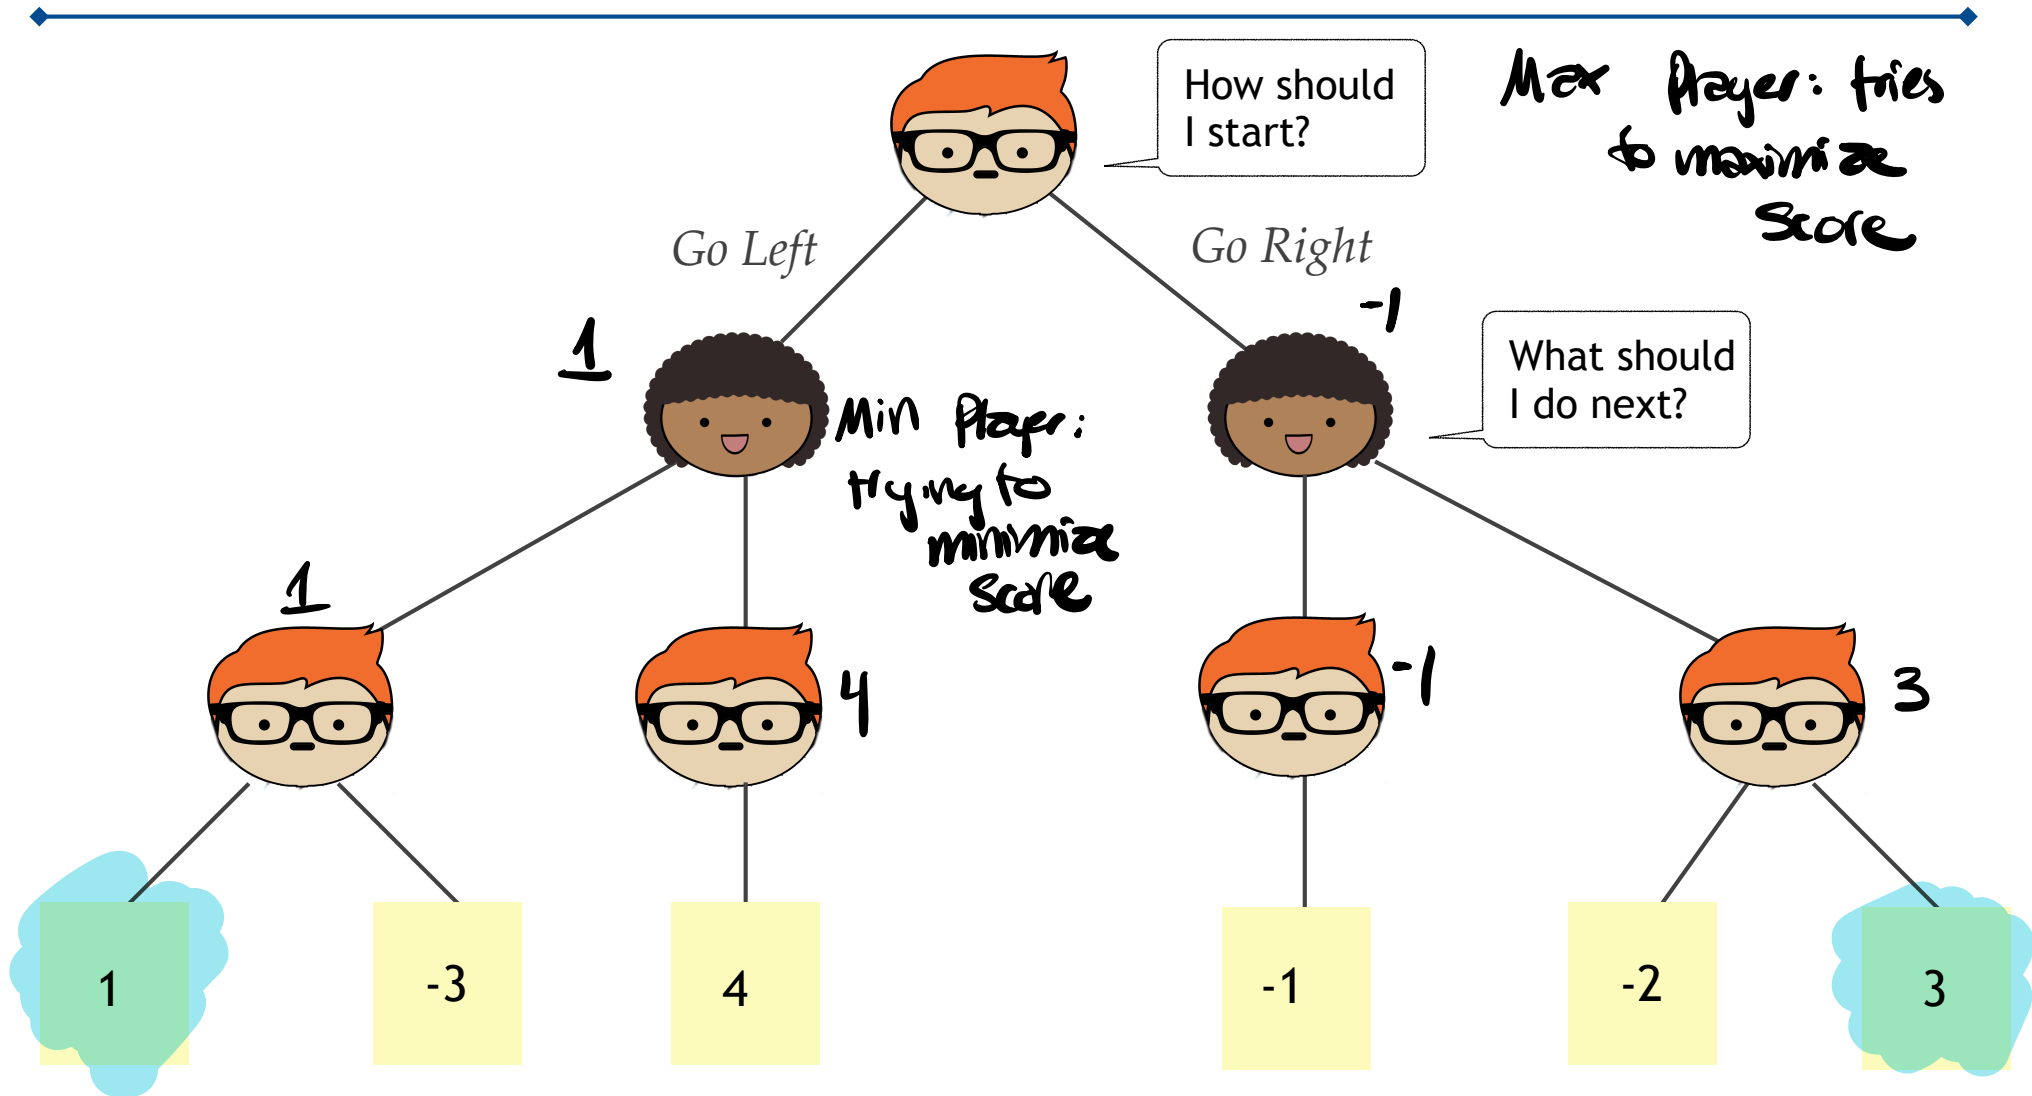 How should
I start?
Max Player: tries
to maximize
Score
Go Left
Go Right
1
-1
What should
I do next?
Min Player:
trying to
minimize
score
1
4
-1
3
1
-3
4
-1
-2
3